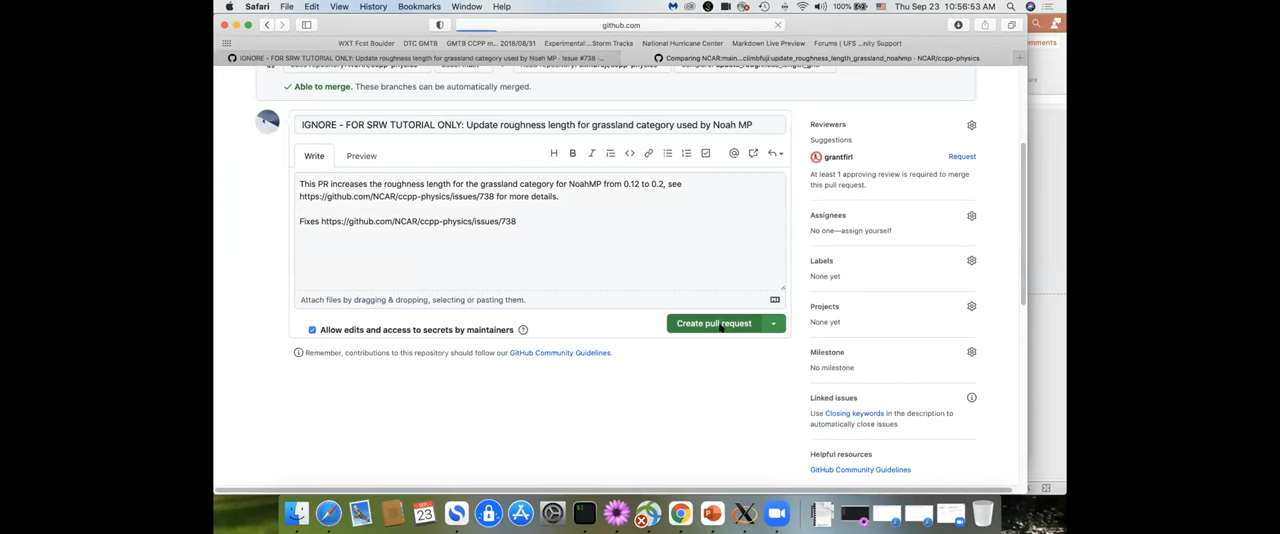 Safari File Edit View History Bookmarks Window Help 100% Thu Sep 23 10:56:53 AM
github.com
WXT Fcst Boulder DTC GMTB GMTB CCPP m... 2018/08/31 Experimental:...Storm Tracks National Hurricane Center Markdown Live Preview Forums | UFS ...nity Support
IGNORE - FOR SRW TUTORIAL ONLY: Update roughness length for grassland category used by Noah MP · Issue #738 ·... Comparing NCAR:main...climbfuji:update_roughness_length_grassland_noahmp · NCAR/ccpp-physics
omments
Able to merge. These branches can be automatically merged.
IGNORE - FOR SRW TUTORIAL ONLY: Update roughness length for grassland category used by Noah MP
Write Preview
This PR increases the roughness length for the grassland category for NoahMP from 0.12 to 0.2, see
https://github.com/NCAR/ccpp-physics/issues/738 for more details.
Fixes https://github.com/NCAR/ccpp-physics/issues/738
Attach files by dragging & dropping, selecting or pasting them.
Allow edits and access to secrets by maintainers
Create pull request
Remember, contributions to this repository should follow our GitHub Community Guidelines.
Reviewers
Suggestions
grantfirl Request
At least 1 approving review is required to merge
this pull request.
Assignees
No one—assign yourself
Labels
None yet
Projects
None yet
Milestone
No milestone
Linked issues
Use Closing keywords in the description to
automatically close issues
Helpful resources
GitHub Community Guidelines
SEP
23